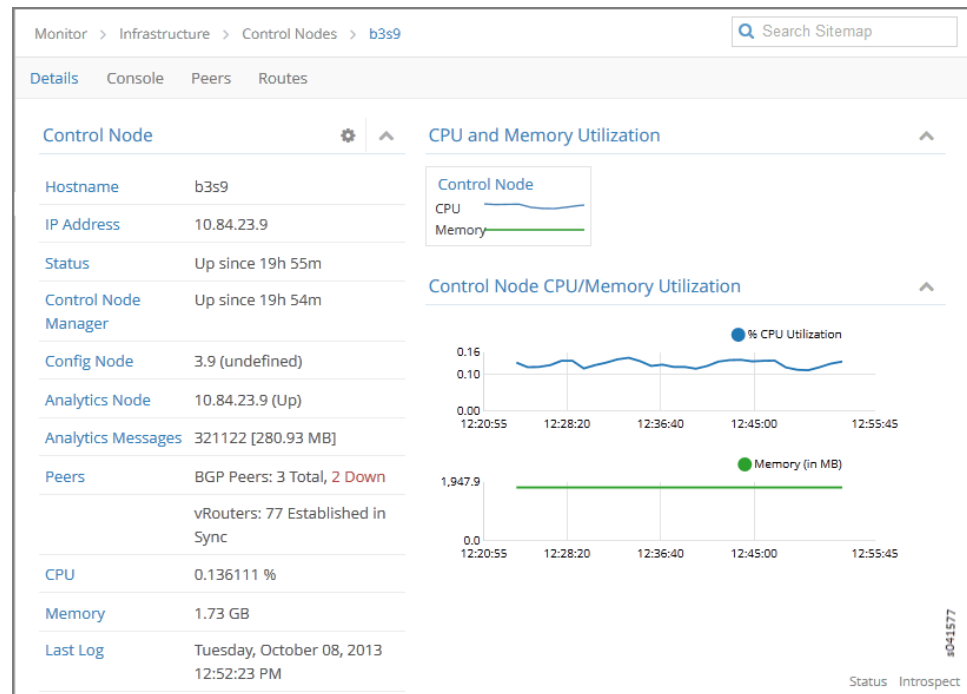 Monitor > Infrastructure > Control Nodes > b3s9
Search Sitemap
Details Console Peers Routes
Control Node
Hostname b3s9
IP Address 10.84.23.9
Status Up since 19h 55m
Control Node Up since 19h 54m
Manager
Config Node 3.9 (undefined)
Analytics Node 10.84.23.9 (Up)
Analytics Messages 321122 [280.93 MB]
Peers BGP Peers: 3 Total, 2 Down
vRouters: 77 Established in
Sync
CPU 0.136111 %
Memory 1.73 GB
Last Log Tuesday, October 08, 2013
12:52:23 PM
CPU and Memory Utilization
Control Node
CPU
Memory
Control Node CPU/Memory Utilization
% CPU Utilization
0.16
0.10
0.00
12:20:55 12:28:20 12:36:40 12:45:00 12:55:45
Memory (in MB)
1,947.9
0.0
12:20:55 12:28:20 12:36:40 12:45:00 12:55:45
s041577
Status Introspect